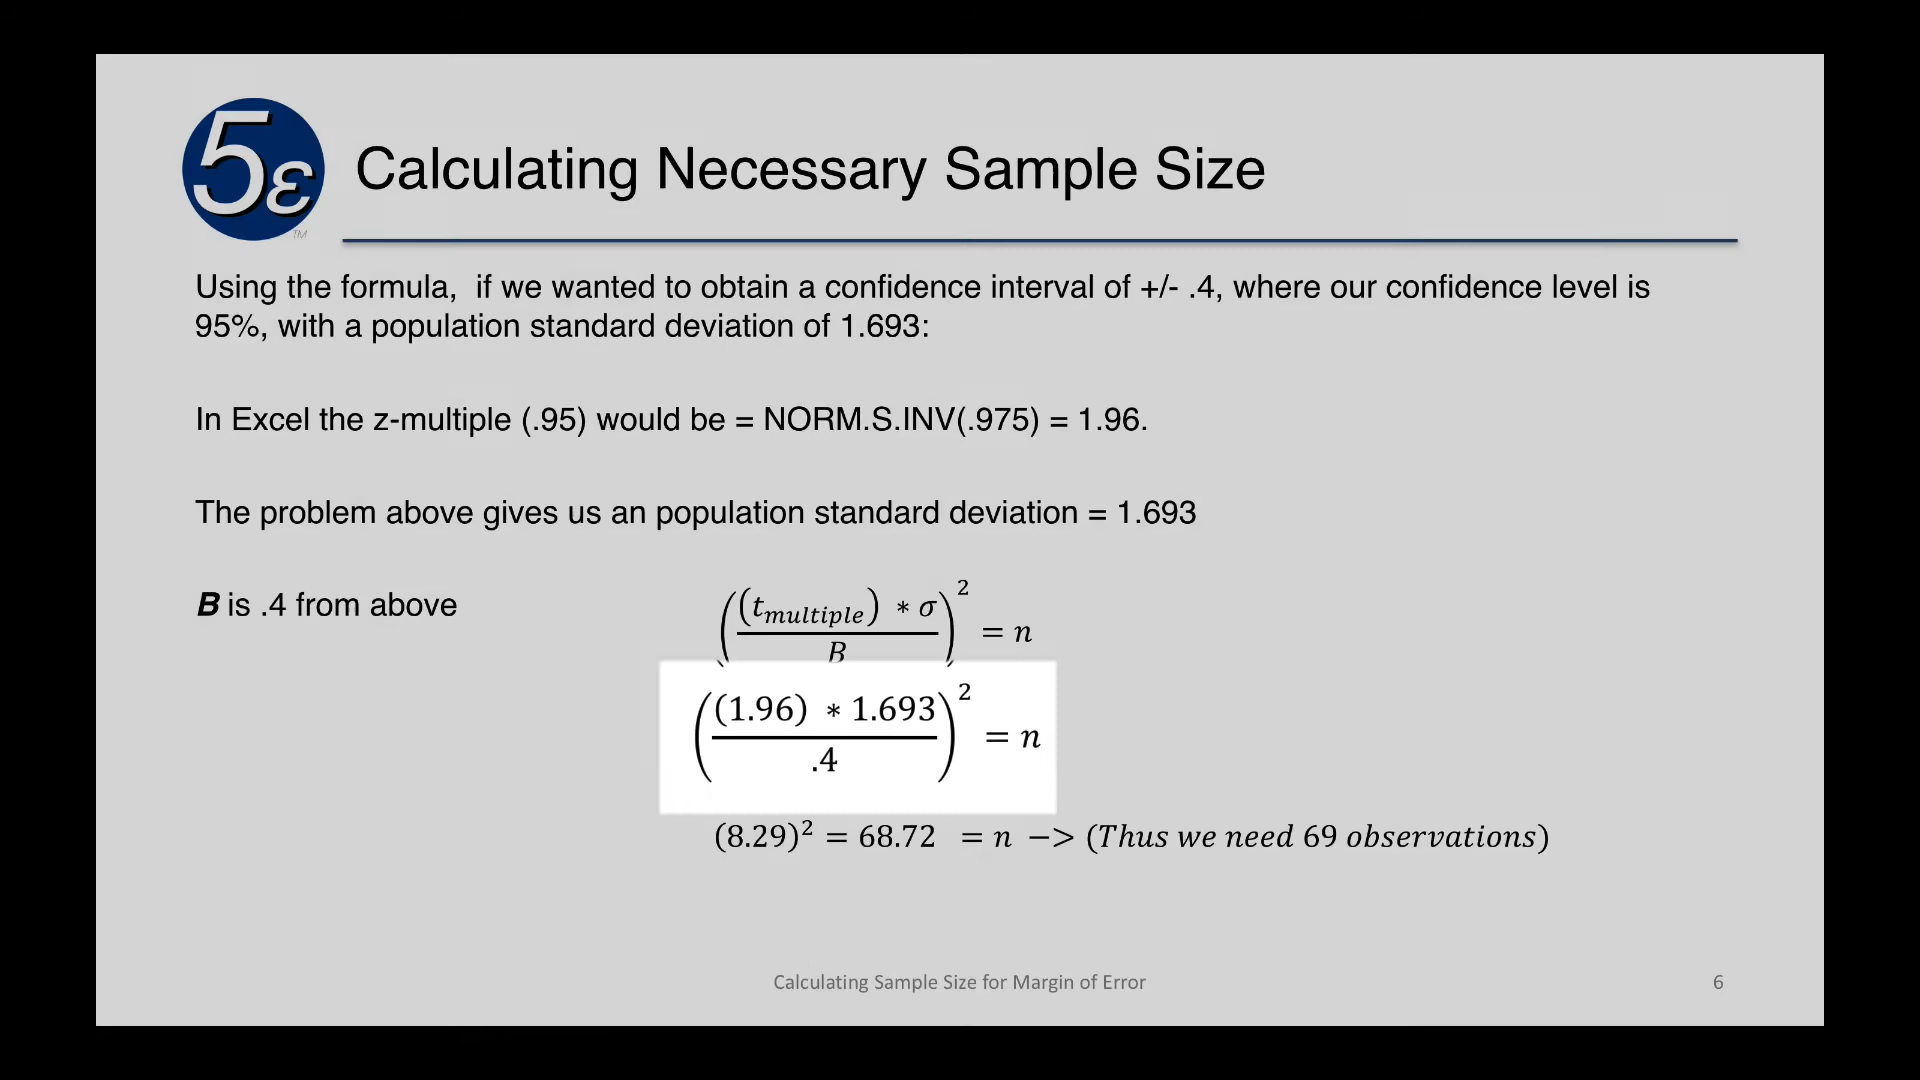 5ε
TM
Calculating Necessary Sample Size
Using the formula,  if we wanted to obtain a confidence interval of +/- .4, where our confidence level is
95%, with a population standard deviation of 1.693:
In Excel the z-multiple (.95) would be = NORM.S.INV(.975) = 1.96.
The problem above gives us an population standard deviation = 1.693
B is .4 from above
(((t_multiple) * σ) / B)² = n
(((1.96) * 1.693) / .4)² = n
(8.29)² = 68.72 = n −> (Thus we need 69 observations)
Calculating Sample Size for Margin of Error
6